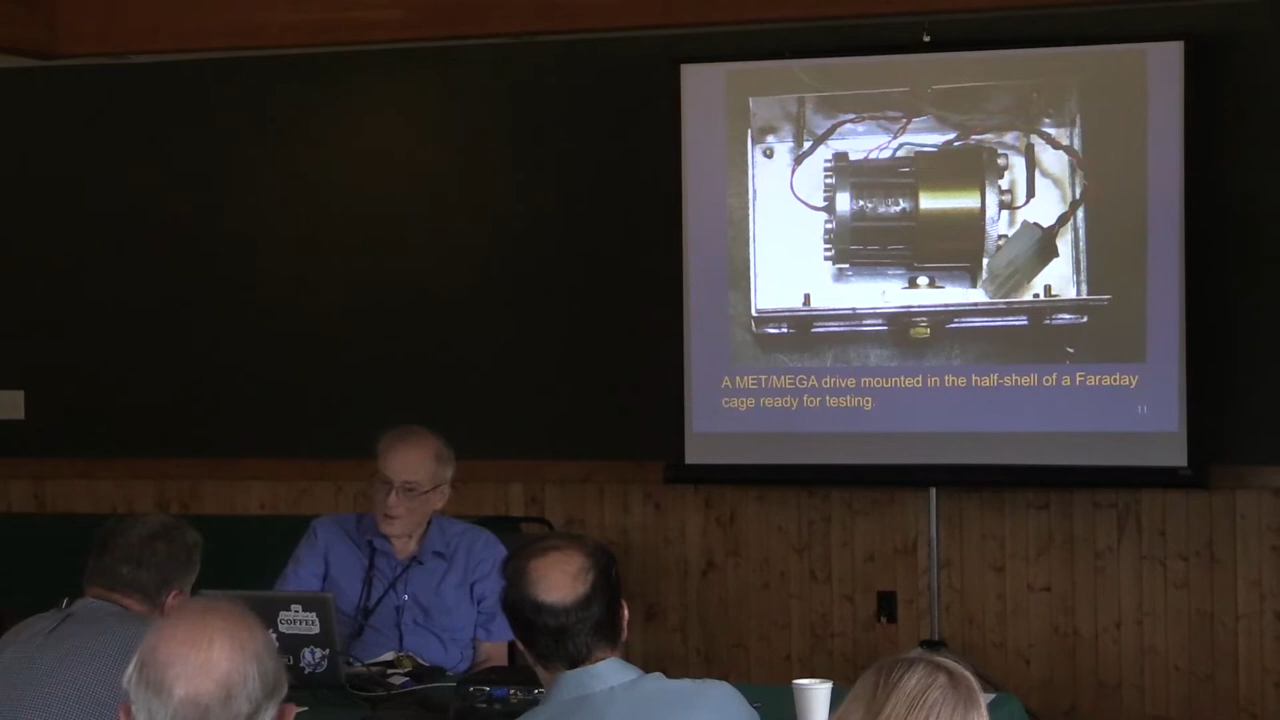 A MET/MEGA drive mounted in the half-shell of a Faraday
cage ready for testing.
11
COFFEE